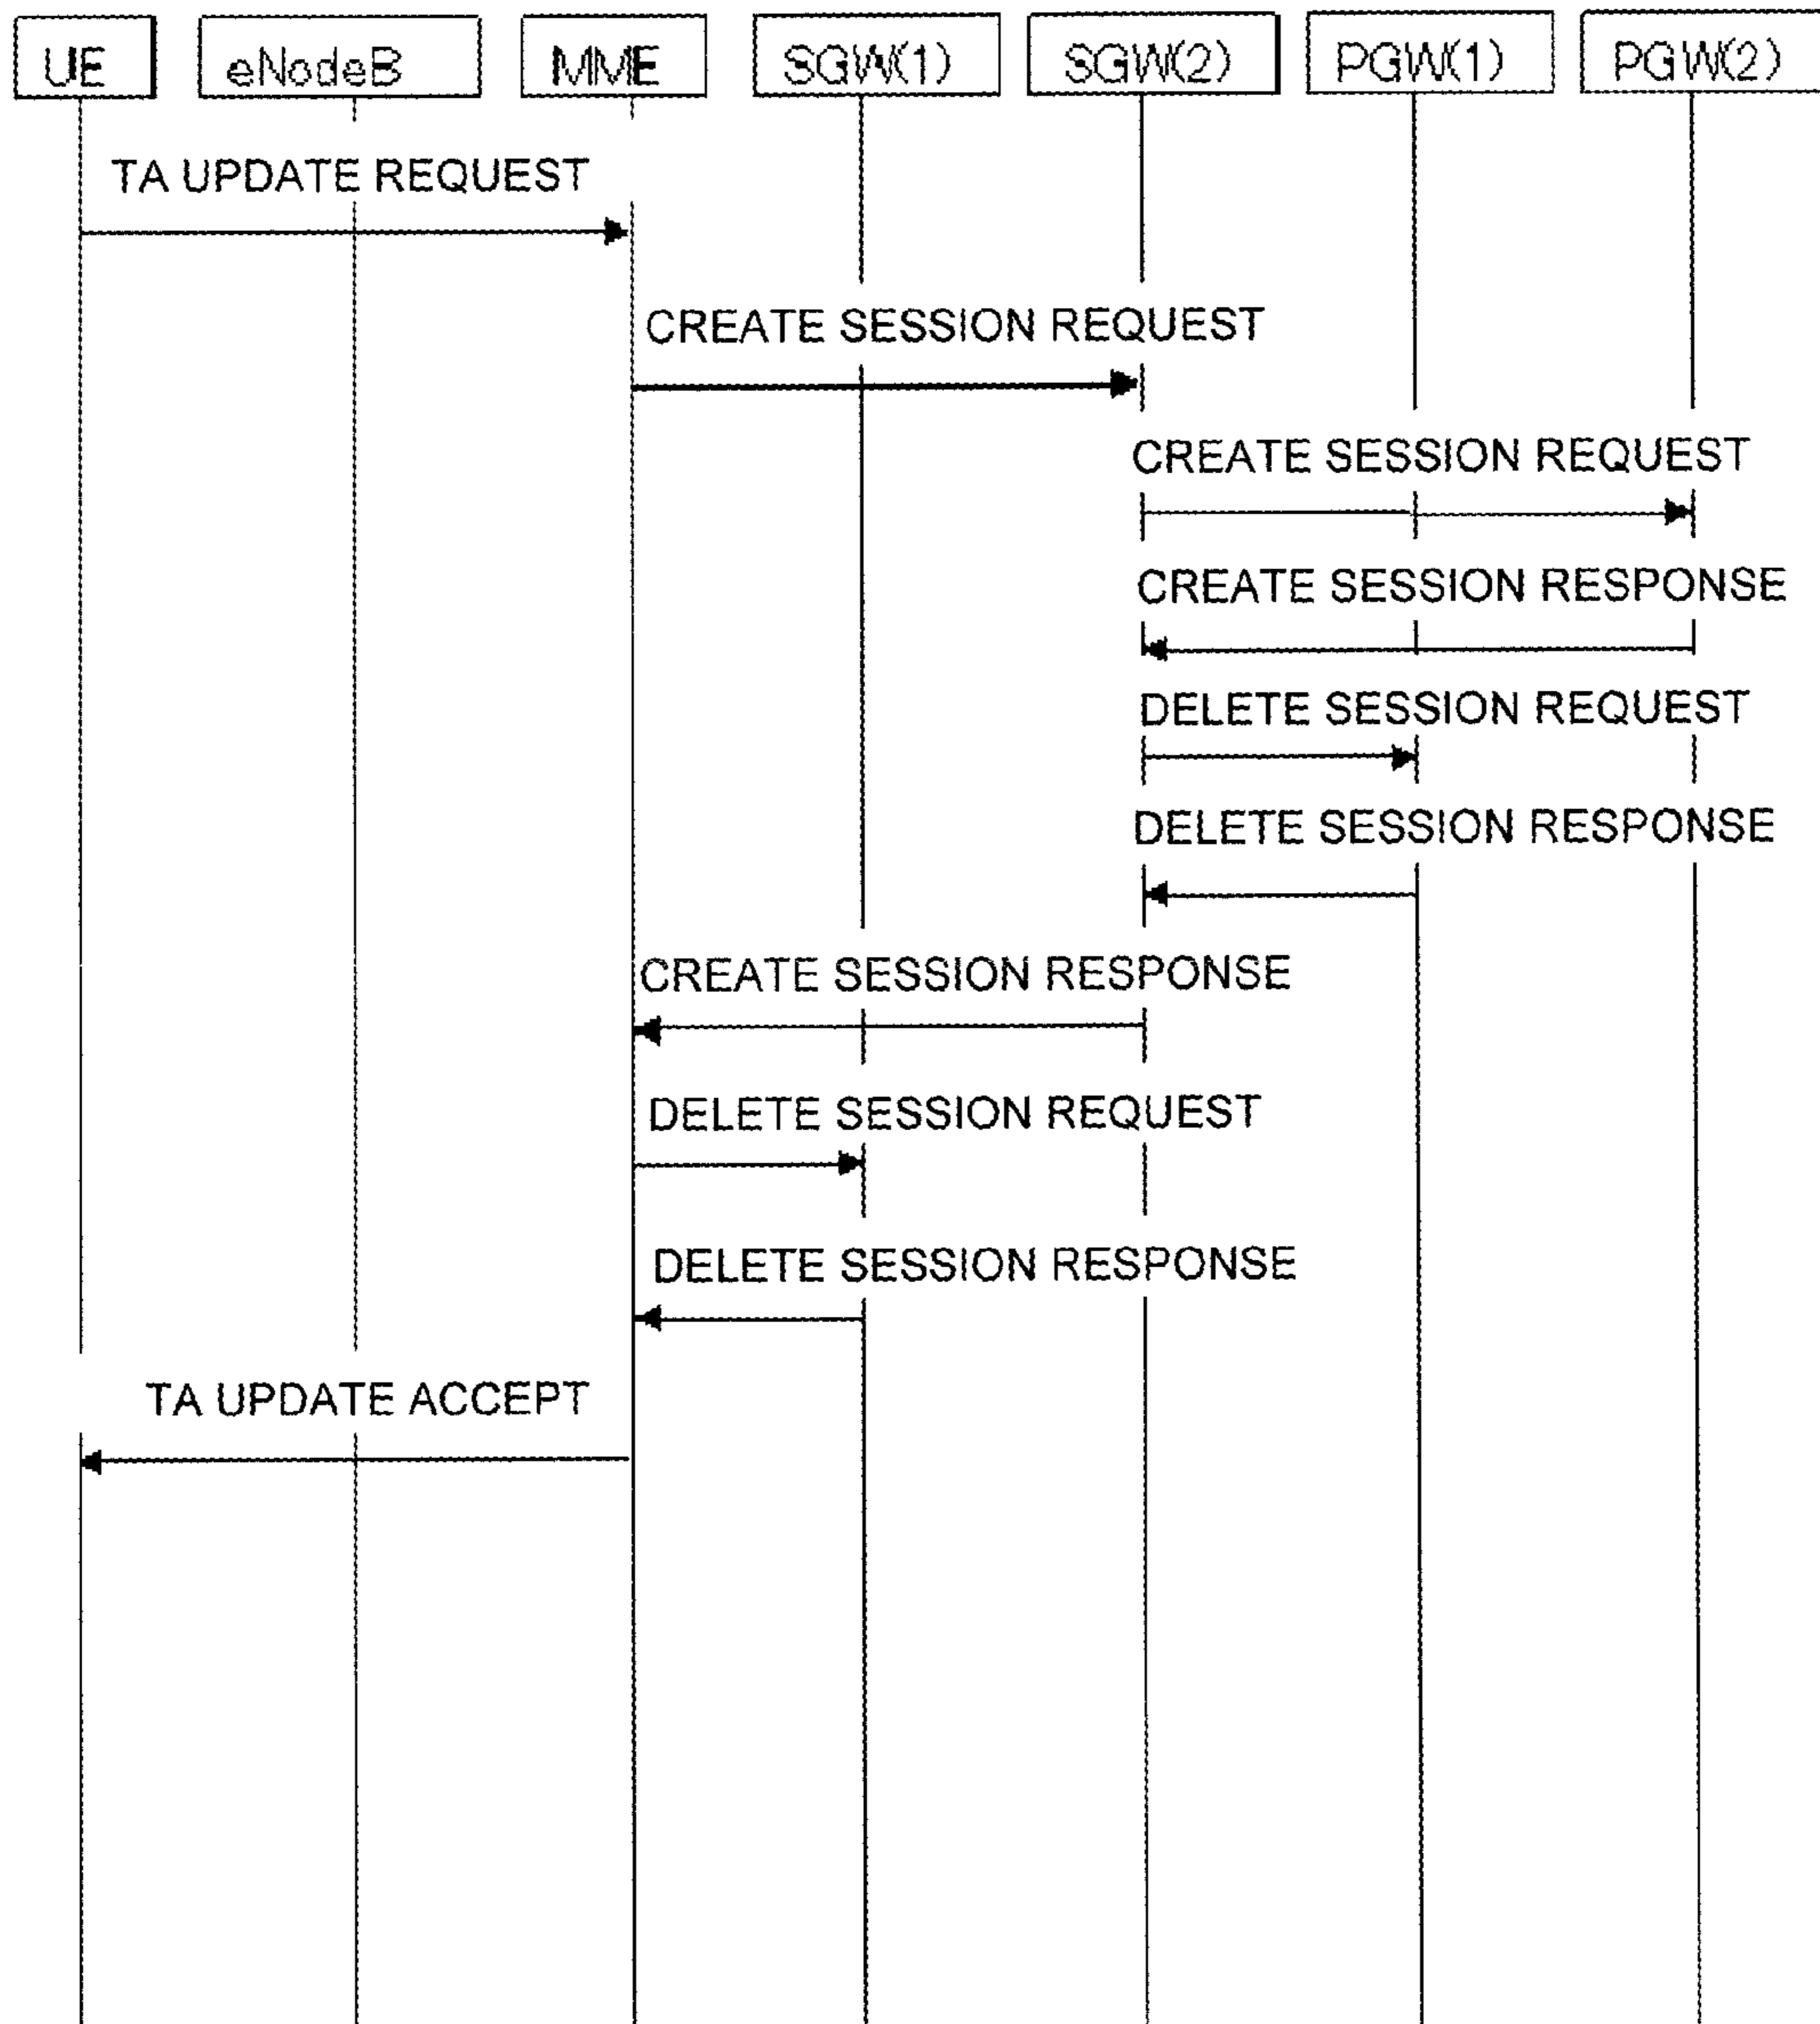 UE eNodeB MME SGW(1) SGW(2) PGW(1) PGW(2)
TA UPDATE REQUEST
CREATE SESSION REQUEST
CREATE SESSION REQUEST
CREATE SESSION RESPONSE
DELETE SESSION REQUEST
DELETE SESSION RESPONSE
CREATE SESSION RESPONSE
DELETE SESSION REQUEST
DELETE SESSION RESPONSE
TA UPDATE ACCEPT